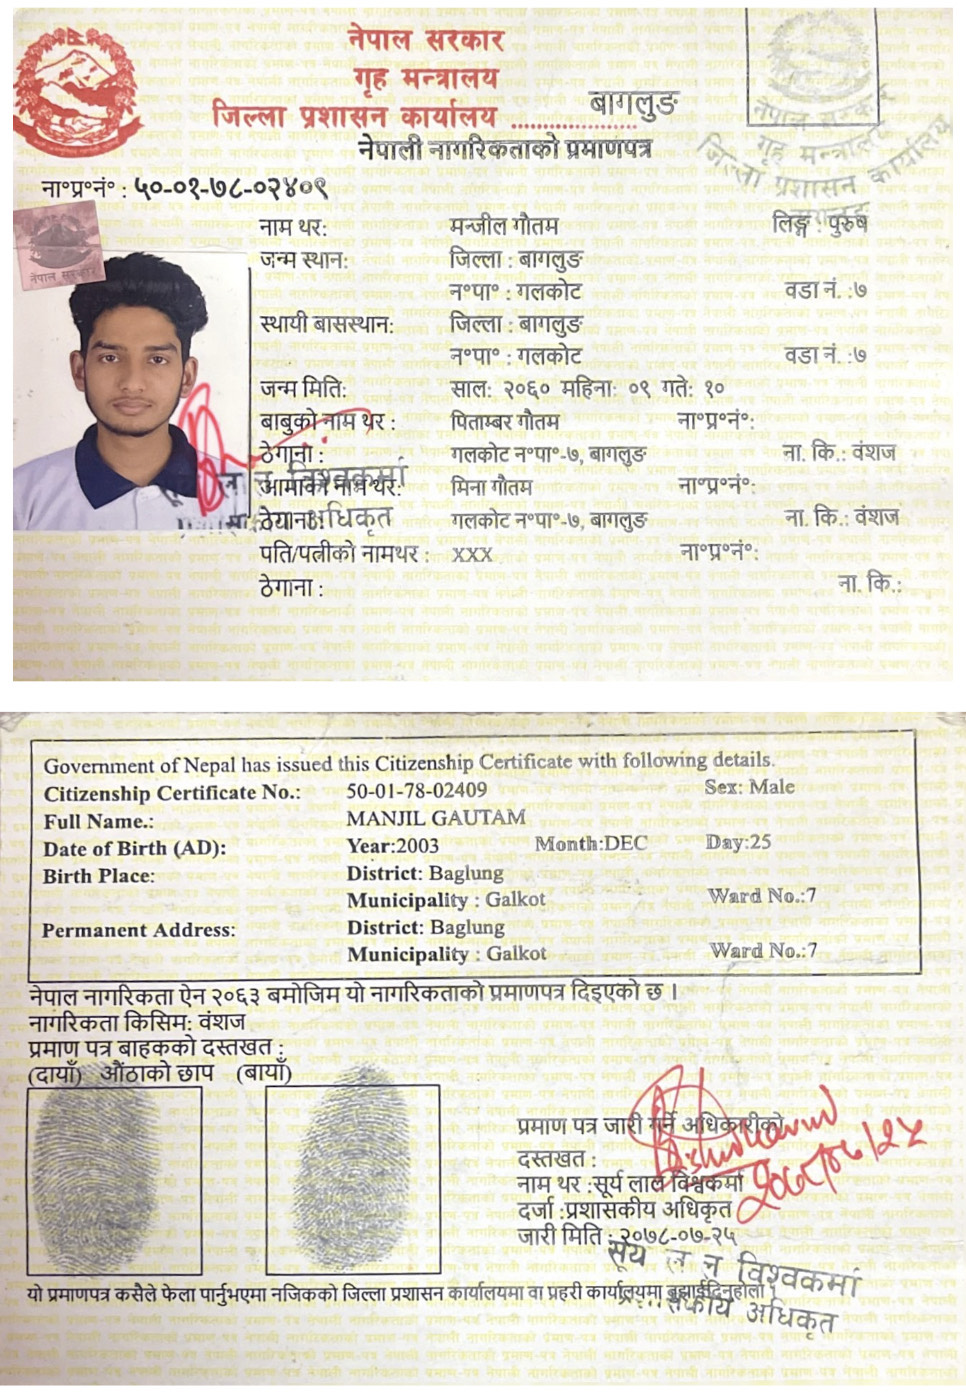 नेपाल सरकार
गृह मन्त्रालय
जिल्ला प्रशासन कार्यालय बागलुङ
नेपाली नागरिकताको प्रमाणपत्र
नेपाल सरकार
गृह मन्त्रालय
जिल्ला प्रशासन कार्यालय
बागलुङ
ना॰प्र॰नं॰ : ५०-०१-७८-०२४०९
नेपाल सरकार
नाम थर: मन्जील गौतम लिङ्ग : पुरुष
जन्म स्थान: जिल्ला : बागलुङ
न॰पा॰ : गलकोट वडा नं. :७
स्थायी बासस्थान: जिल्ला : बागलुङ
न॰पा॰ : गलकोट वडा नं. :७
जन्म मिति: साल: २०६० महिना: ०९ गते: १०
बाबुको नाम थर : पिताम्बर गौतम ना॰प्र॰नं॰:
ठेगाना : गलकोट न॰पा॰-७, बागलुङ ना. कि.: वंशज
विश्वकर्मा
आमाको नाम थर: मिना गौतम ना॰प्र॰नं॰:
अधिकृत
ठेगाना: गलकोट न॰पा॰-७, बागलुङ ना. कि.: वंशज
पति/पत्नीको नामथर : xxx ना॰प्र॰नं॰:
ठेगाना : ना. कि.:
Government of Nepal has issued this Citizenship Certificate with following details.
Citizenship Certificate No.: 50-01-78-02409 Sex: Male
Full Name.: MANJIL GAUTAM
Date of Birth (AD): Year:2003 Month:DEC Day:25
Birth Place: District: Baglung
Municipality : Galkot Ward No.:7
Permanent Address: District: Baglung
Municipality : Galkot Ward No.:7
नेपाल नागरिकता ऐन २०६३ बमोजिम यो नागरिकताको प्रमाणपत्र दिइएको छ ।
नागरिकता किसिम: वंशज
प्रमाण पत्र बाहकको दस्तखत :
(दायाँ) औंठाको छाप (बायाँ)
प्रमाण पत्र जारी गर्ने अधिकारीको
दस्तखत :
नाम थर :सूर्य लाल विश्वकर्मा
दर्जा :प्रशासकीय अधिकृत
जारी मिति : २०७८-०७-२५
विश्वकर्मा
यो प्रमाणपत्र कसैले फेला पार्नुभएमा नजिकको जिल्ला प्रशासन कार्यालयमा वा प्रहरी कार्यालयमा बुझाईदिनुहोला ।
अधिकृत